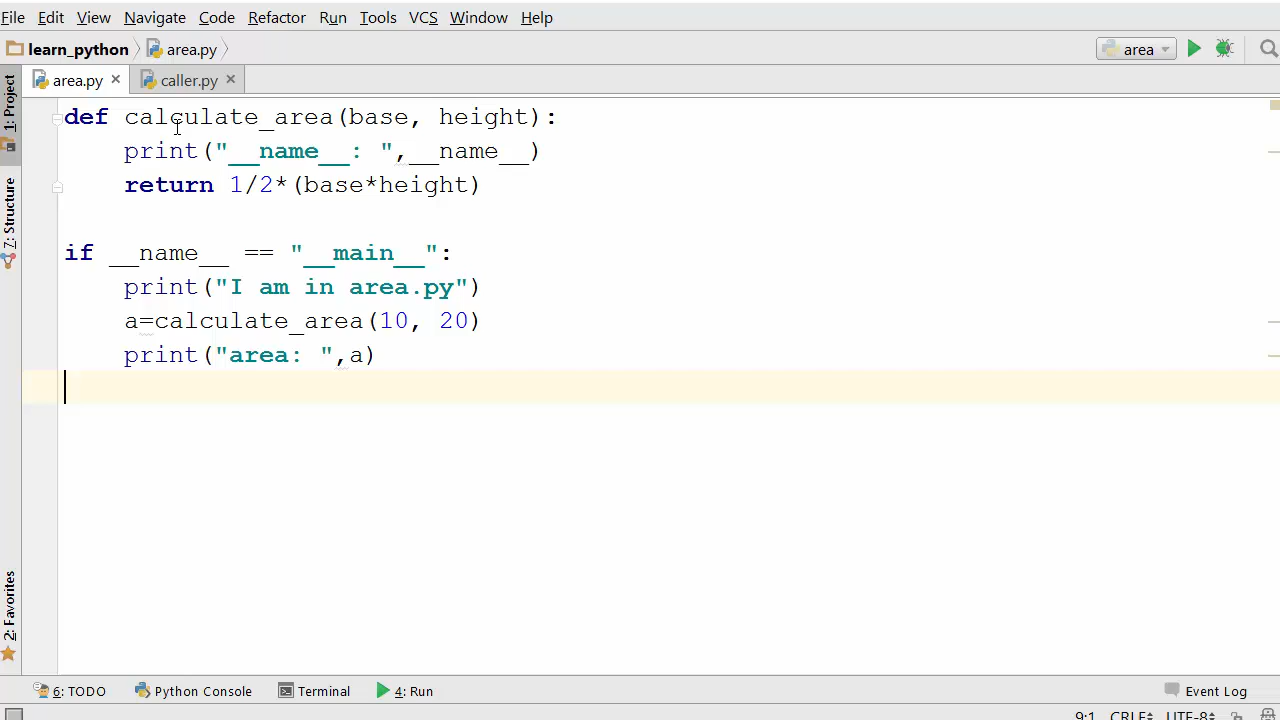 File Edit View Navigate Code Refactor Run Tools VCS Window Help
learn_python area.py area
area.py caller.py
1: Project
7: Structure
2: Favorites
def calculate_area(base, height):
    print("__name__: ",__name__)
    return 1/2*(base*height)
if __name__ == "__main__":
    print("I am in area.py")
    a=calculate_area(10, 20)
    print("area: ",a)
6: TODO Python Console Terminal 4: Run Event Log
9:1 CRLF UTF-8